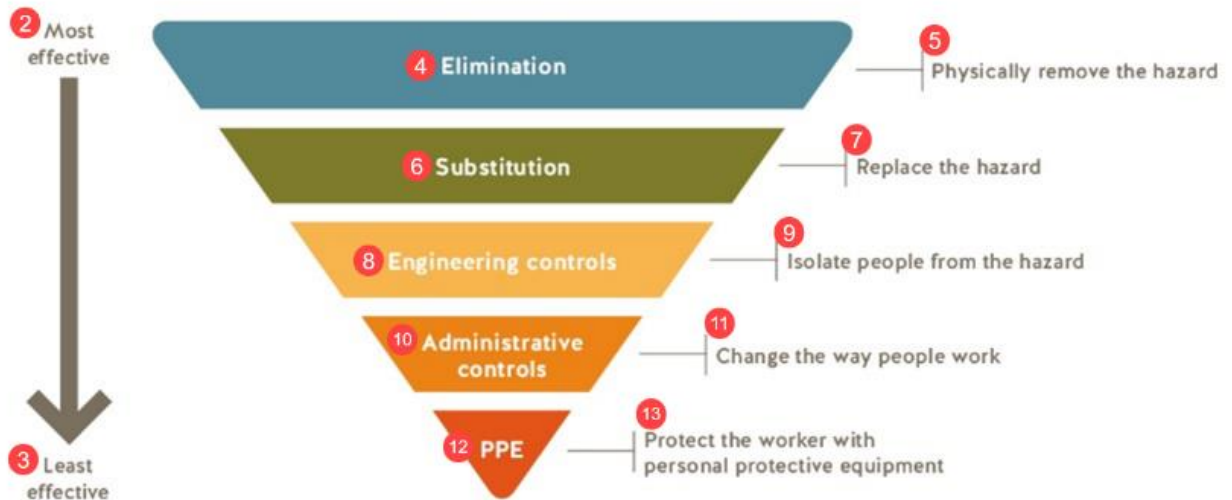 2 Most
effective
4 Elimination
5 Physically remove the hazard
6 Substitution
7 Replace the hazard
8 Engineering controls
9 Isolate people from the hazard
10 Administrative
controls
11 Change the way people work
12 PPE
13 Protect the worker with
personal protective equipment
3 Least
effective